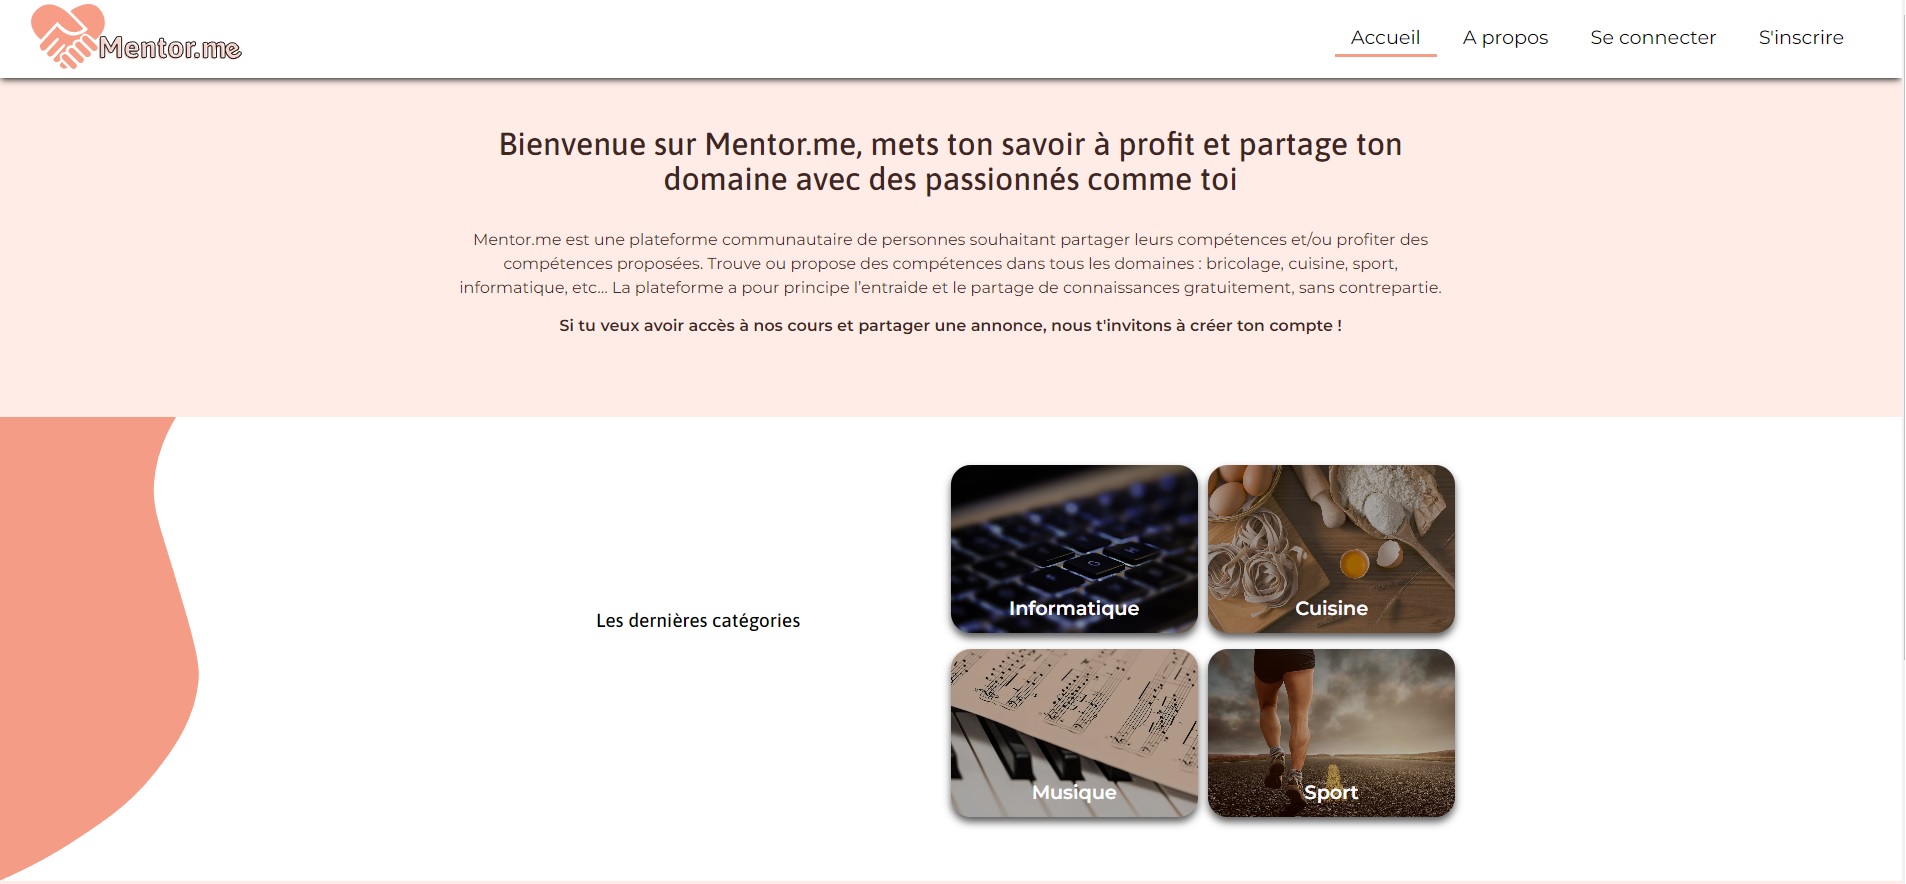 Mentor.me
Accueil
A propos
Se connecter
S'inscrire
Bienvenue sur Mentor.me, mets ton savoir à profit et partage ton
domaine avec des passionnés comme toi
Mentor.me est une plateforme communautaire de personnes souhaitant partager leurs compétences et/ou profiter des
compétences proposées. Trouve ou propose des compétences dans tous les domaines : bricolage, cuisine, sport,
informatique, etc... La plateforme a pour principe l'entraide et le partage de connaissances gratuitement, sans contrepartie.
Si tu veux avoir accès à nos cours et partager une annonce, nous t'invitons à créer ton compte !
Les dernières catégories
Informatique
Cuisine
Musique
Sport